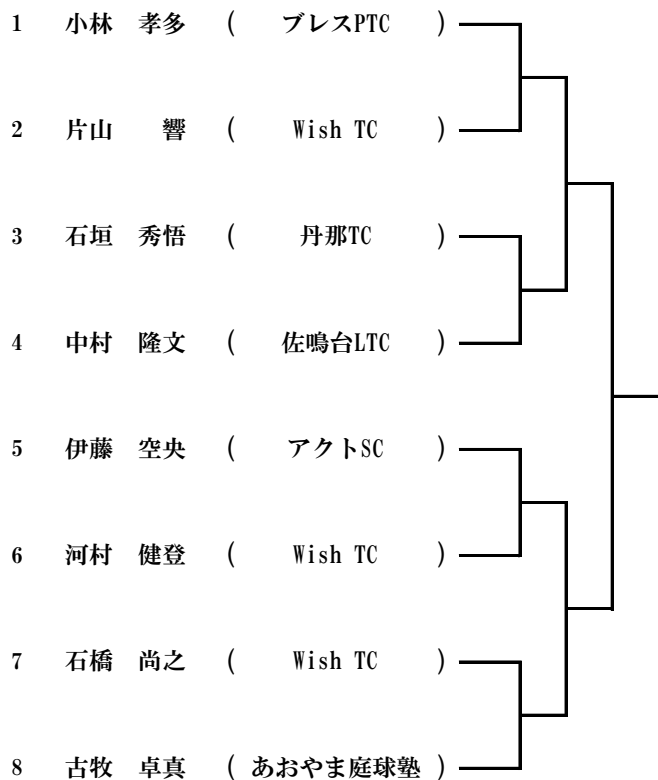 1 小林 孝多 ( ブレスPTC )
2 片山 響 ( Wish TC )
3 石垣 秀悟 ( 丹那TC )
4 中村 隆文 ( 佐鳴台LTC )
5 伊藤 空央 ( アクトSC )
6 河村 健登 ( Wish TC )
7 石橋 尚之 ( Wish TC )
8 古牧 卓真 ( あおやま庭球塾 )